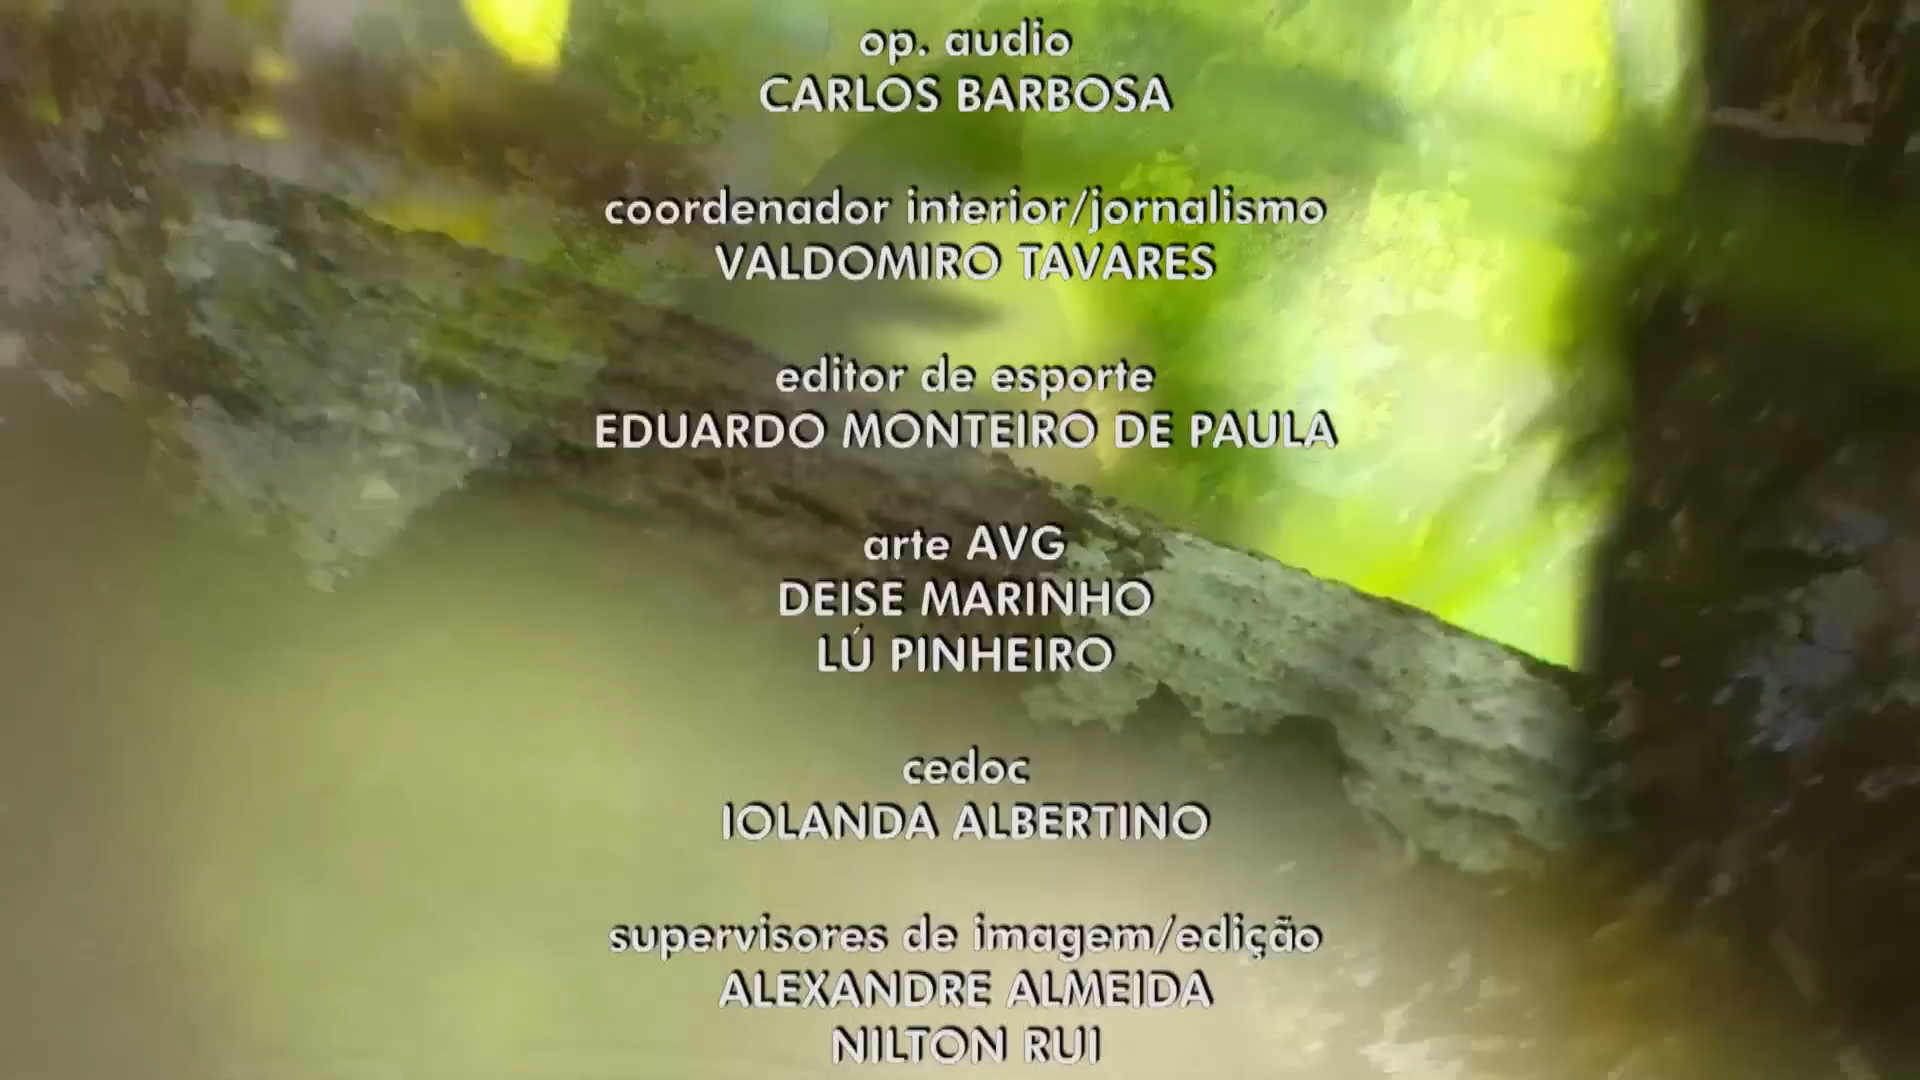 op. audio
CARLOS BARBOSA
coordenador interior/jornalismo
VALDOMIRO TAVARES
editor de esporte
EDUARDO MONTEIRO DE PAULA
arte AVG
DEISE MARINHO
LÚ PINHEIRO
cedoc
IOLANDA ALBERTINO
supervisores de imagem/edição
ALEXANDRE ALMEIDA
NILTON RUI